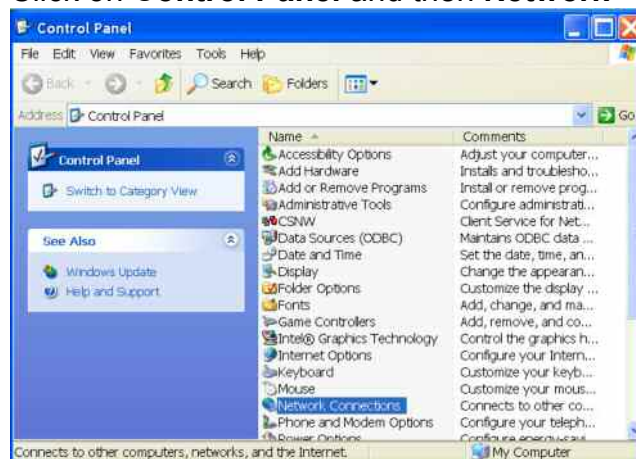 Click on Control Panel and then Network
Control Panel
File Edit View Favorites Tools Help
Back Search Folders
Address Control Panel Go
Control Panel
Switch to Category View
See Also
Windows Update
Help and Support
Name Comments
Accessibility Options Adjust your computer...
Add Hardware Installs and troublesho...
Add or Remove Programs Install or remove prog...
Administrative Tools Configure administrati...
CSNW Client Service for Net...
Data Sources (ODBC) Maintains ODBC data ...
Date and Time Set the date, time, an...
Display Change the appearan...
Folder Options Customize the display ...
Fonts Add, change, and ma...
Game Controllers Add, remove, and co...
Intel® Graphics Technology Control the graphics h...
Internet Options Configure your Intern...
Keyboard Customize your keyb...
Mouse Customize your mous...
Network Connections Connects to other co...
Phone and Modem Options Configure your teleph...
Power Options Configure energy-savi...
Connects to other computers, networks, and the Internet. My Computer